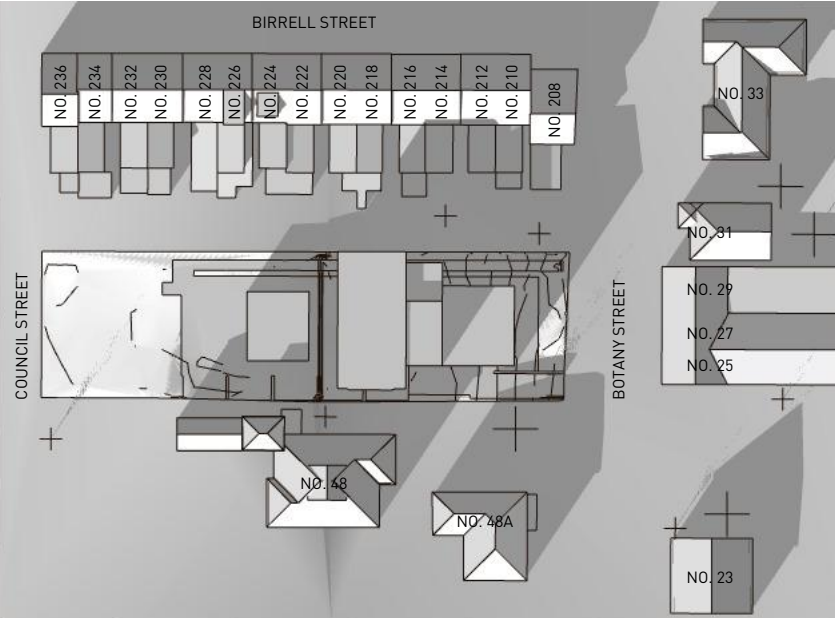 BIRRELL STREET
NO. 236
NO. 234
NO. 232
NO. 230
NO. 228
NO. 226
NO. 224
NO. 222
NO. 220
NO. 218
NO. 216
NO. 214
NO. 212
NO. 210
NO. 208
NO. 33
NO. 31
NO. 29
NO. 27
NO. 25
COUNCIL STREET
BOTANY STREET
NO. 48
NO. 48A
NO. 23